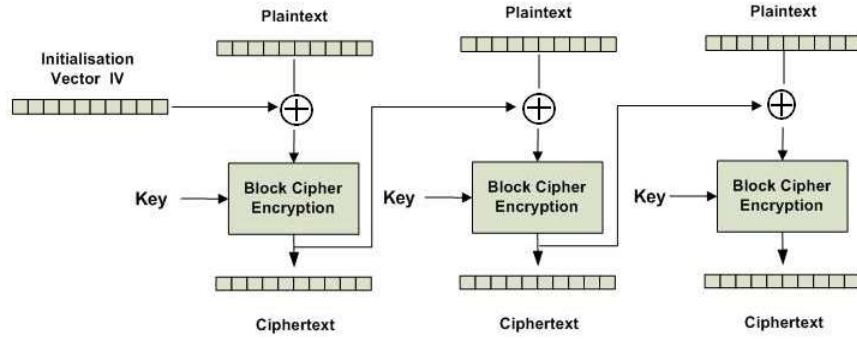 Plaintext
Plaintext
Plaintext
Initialisation
Vector IV
Key
Block Cipher
Encryption
Key
Block Cipher
Encryption
Key
Block Cipher
Encryption
Ciphertext
Ciphertext
Ciphertext